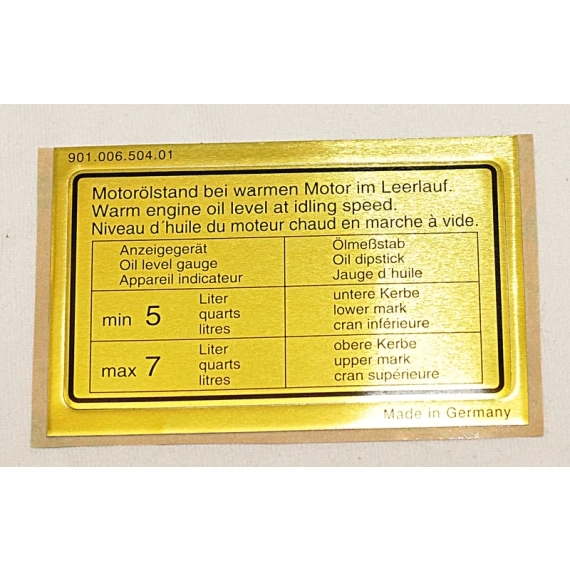 901.006.504.01
Motorölstand bei warmen Motor im Leerlauf.
Warm engine oil level at idling speed.
Niveau d´huile du moteur chaud en marche à vide.
Anzeigegerät
Oil level gauge
Appareil indicateur
Ölmeßstab
Oil dipstick
Jauge d´huile
min 5
Liter
quarts
litres
untere Kerbe
lower mark
cran inférieure
max 7
Liter
quarts
litres
obere Kerbe
upper mark
cran supérieure
Made in Germany